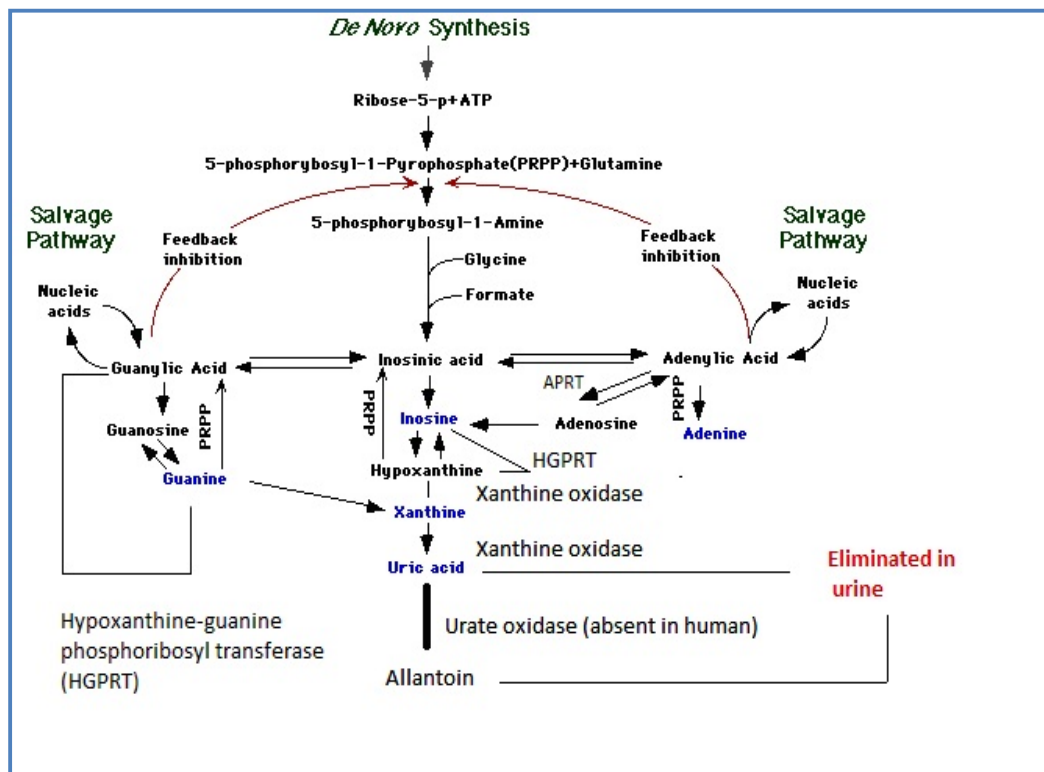 De Novo Synthesis
Ribose-5-p+ATP
5-phosphorybosyl-1-Pyrophosphate(PRPP)+Glutamine
Salvage
Pathway
Feedback
inhibition
5-phosphorybosyl-1-Amine
Feedback
inhibition
Salvage
Pathway
Glycine
Formate
Nucleic
acids
Nucleic
acids
Guanylic Acid
Inosinic acid
Adenylic Acid
APRT
PRPP
PRPP
PRPP
Guanosine
Inosine
Adenosine
Adenine
Guanine
Hypoxanthine
HGPRT
Xanthine oxidase
Xanthine
Xanthine oxidase
Uric acid
Eliminated in
urine
Hypoxanthine-guanine
phosphoribosyl transferase
(HGPRT)
Urate oxidase (absent in human)
Allantoin